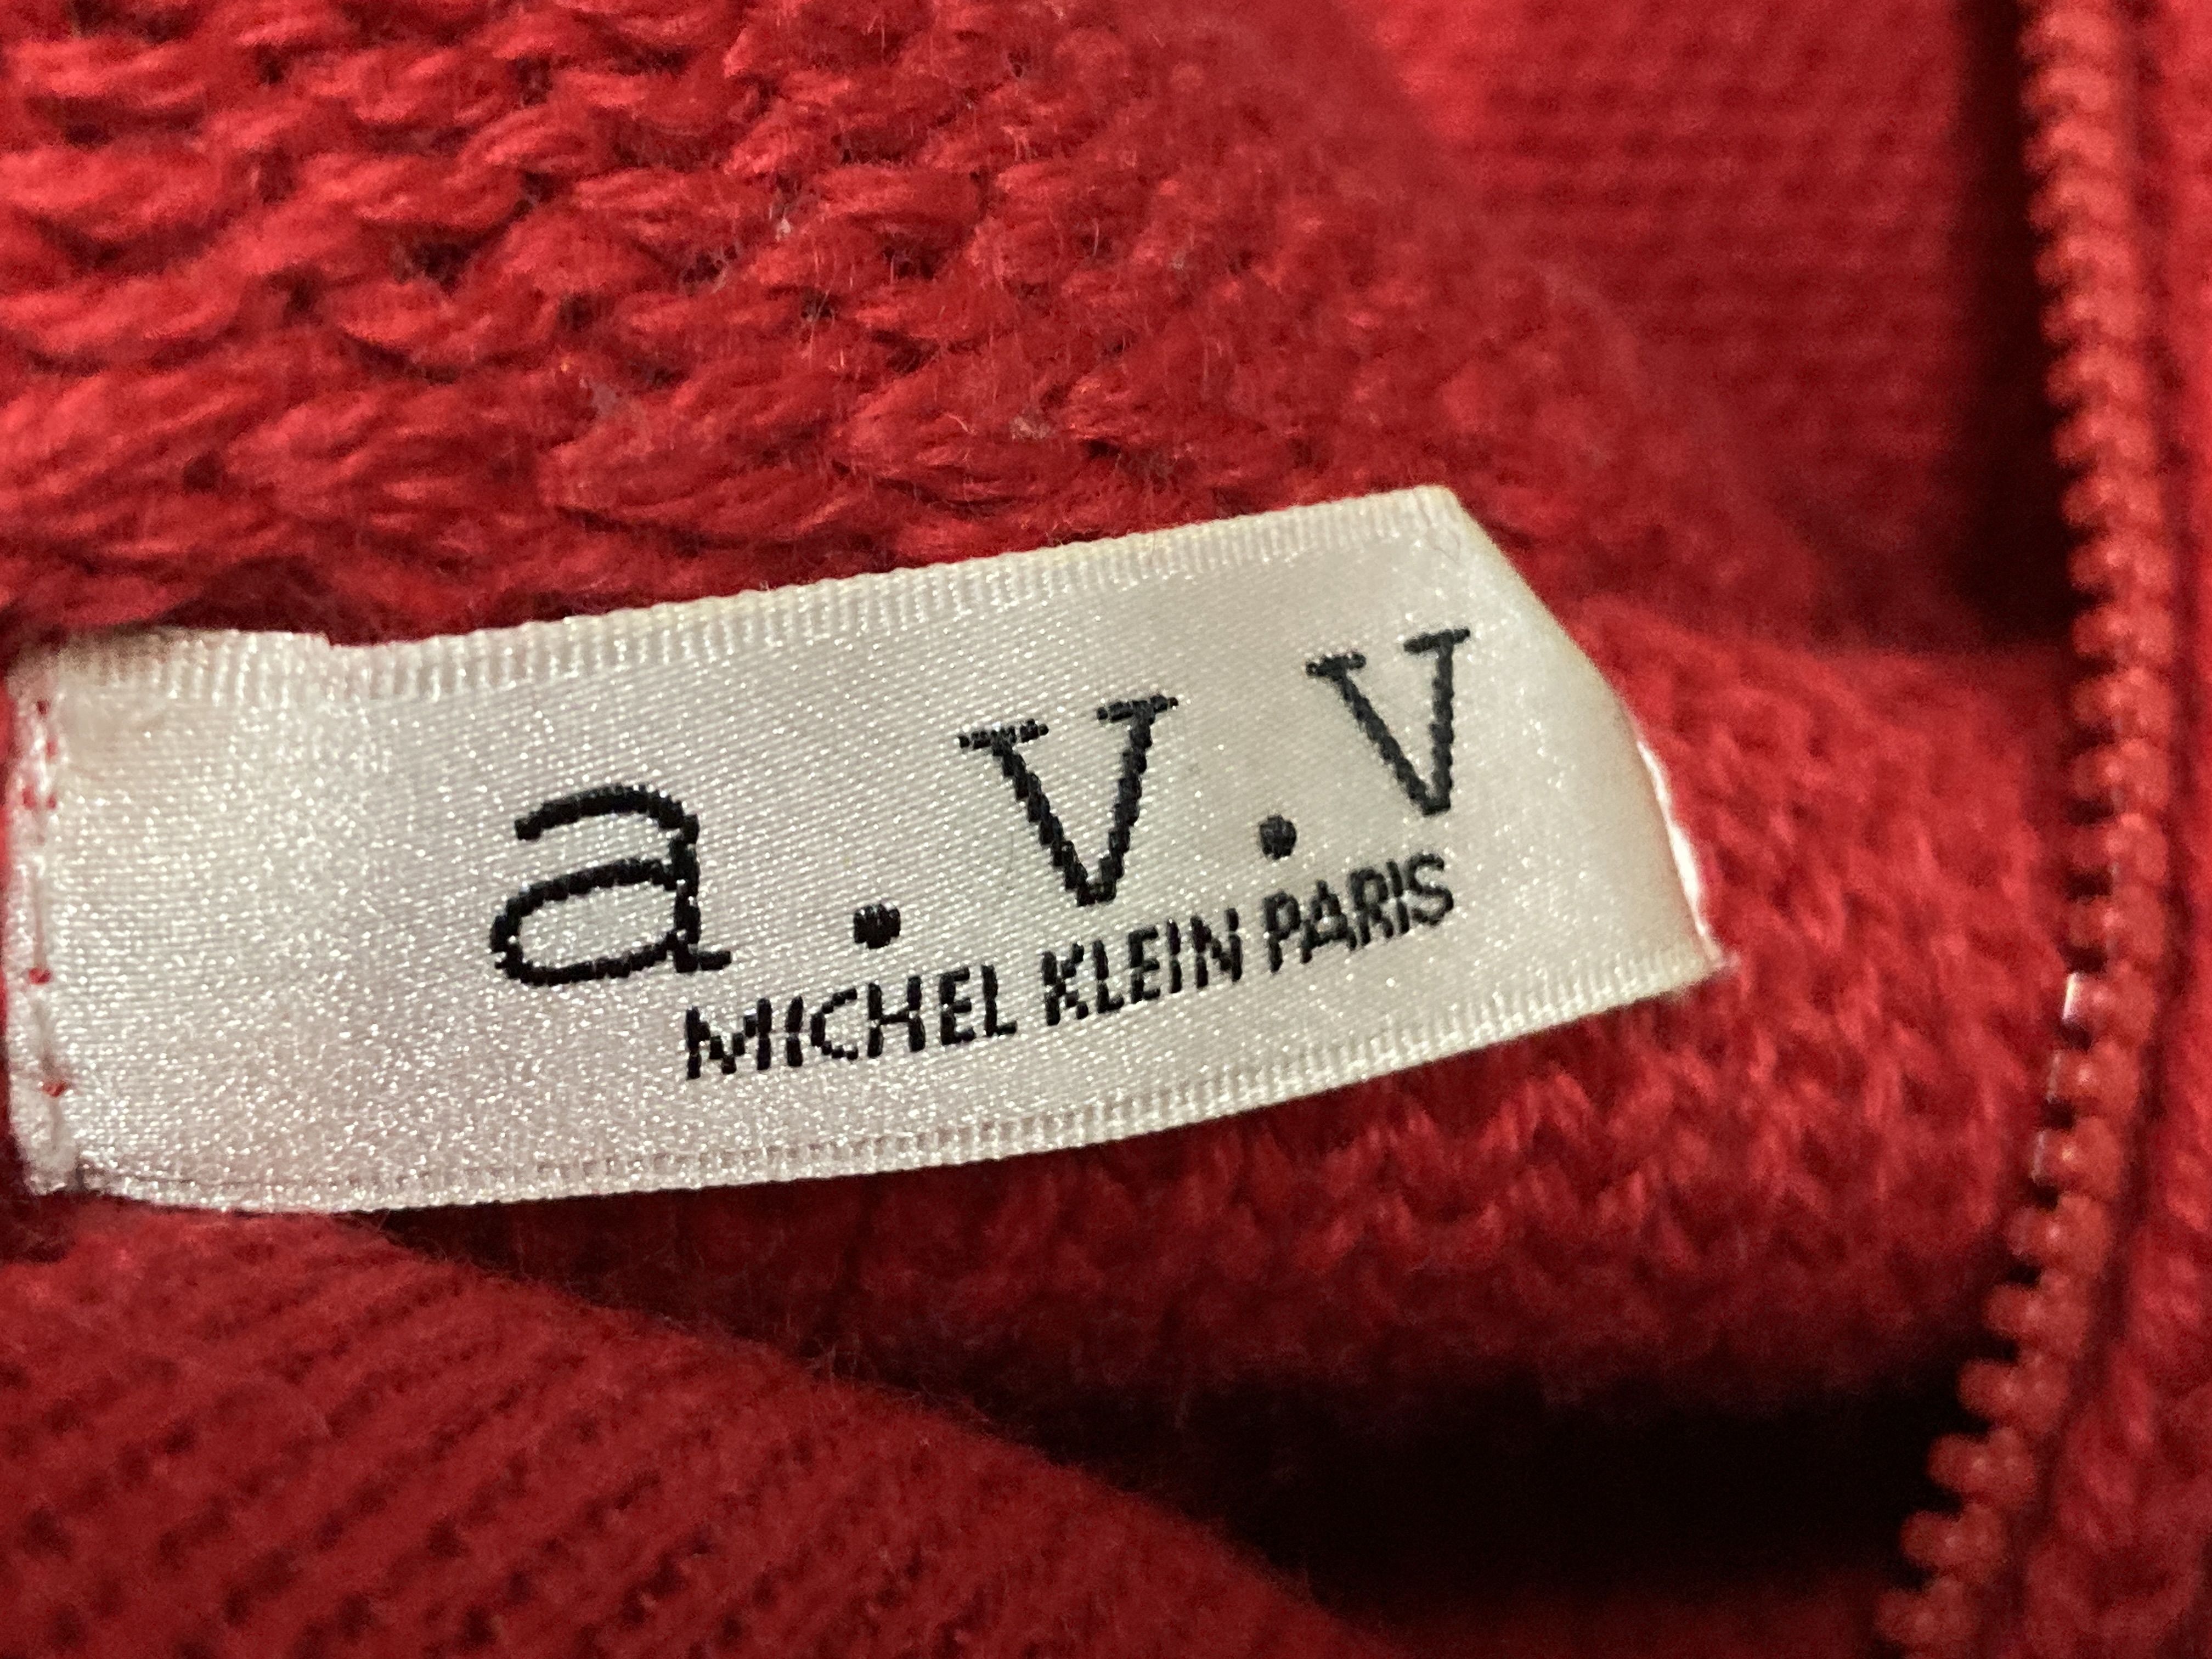 a.v.v
MICHEL KLEIN PARIS